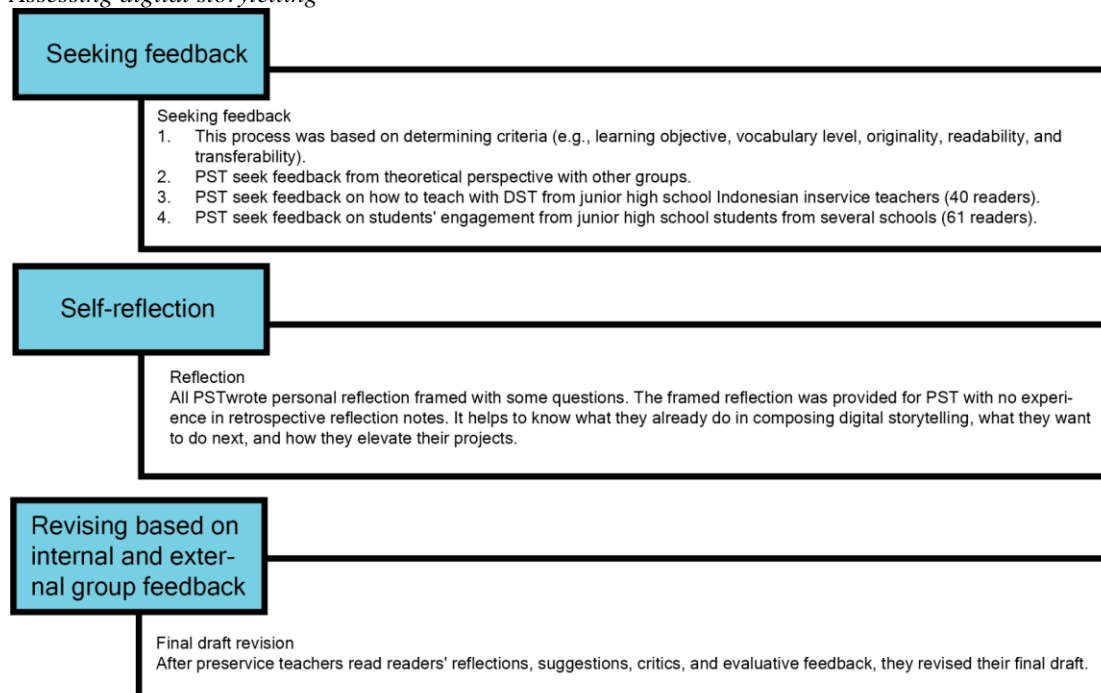 Assessing digital storytelling
Seeking feedback
Seeking feedback
1. This process was based on determining criteria (e.g., learning objective, vocabulary level, originality, readability, and
transferability).
2. PST seek feedback from theoretical perspective with other groups.
3. PST seek feedback on how to teach with DST from junior high school Indonesian inservice teachers (40 readers).
4. PST seek feedback on students' engagement from junior high school students from several schools (61 readers).
Self-reflection
Reflection
All PSTwrote personal reflection framed with some questions. The framed reflection was provided for PST with no experi-
ence in retrospective reflection notes. It helps to know what they already do in composing digital storytelling, what they want
to do next, and how they elevate their projects.
Revising based on
internal and exter-
nal group feedback
Final draft revision
After preservice teachers read readers' reflections, suggestions, critics, and evaluative feedback, they revised their final draft.